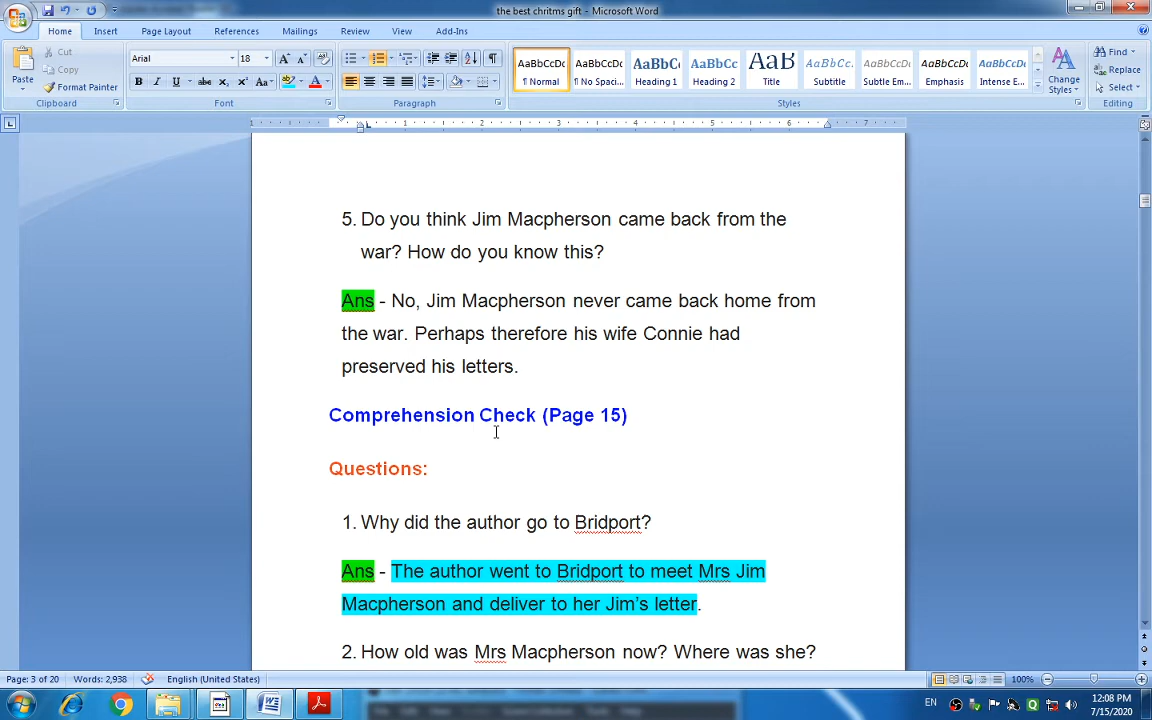 the best chritms gift - Microsoft Word
Home Insert Page Layout References Mailings Review View Add-Ins
Paste
Cut
Copy
Format Painter
Clipboard
Arial 18
Font
Paragraph
AaBbCcDc AaBbCcDc AaBbC AaBbCc AaB AaBbCc. AaBbCcDc AaBbCcDc AaBbCcDc
¶ Normal ¶ No Spaci... Heading 1 Heading 2 Title Subtitle Subtle Em... Emphasis Intense E...
Change Styles
Styles
Find
Replace
Select
Editing
5. Do you think Jim Macpherson came back from the
war? How do you know this?
Ans - No, Jim Macpherson never came back home from
the war. Perhaps therefore his wife Connie had
preserved his letters.
Comprehension Check (Page 15)
Questions:
1. Why did the author go to Bridport?
Ans - The author went to Bridport to meet Mrs Jim
Macpherson and deliver to her Jim's letter.
2. How old was Mrs Macpherson now? Where was she?
Page: 3 of 20 Words: 2,938 English (United States) 100%
EN
12:08 PM
7/15/2020